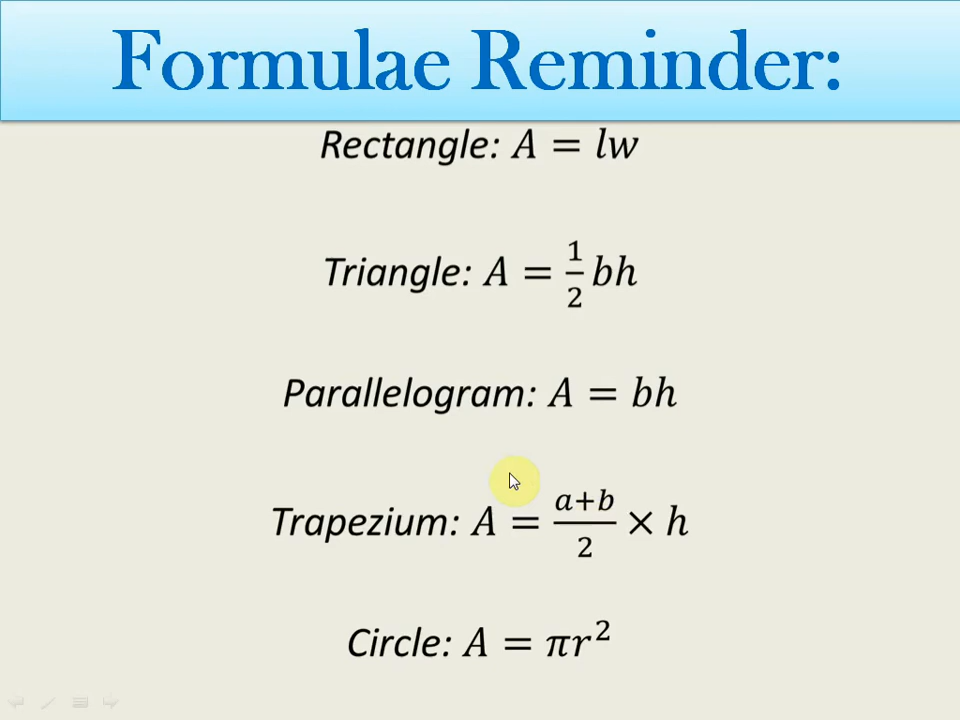 Formulae Reminder:
Rectangle: A = lw
Triangle: A = 1/2 bh
Parallelogram: A = bh
Trapezium: A = a+b/2 × h
Circle: A = πr²